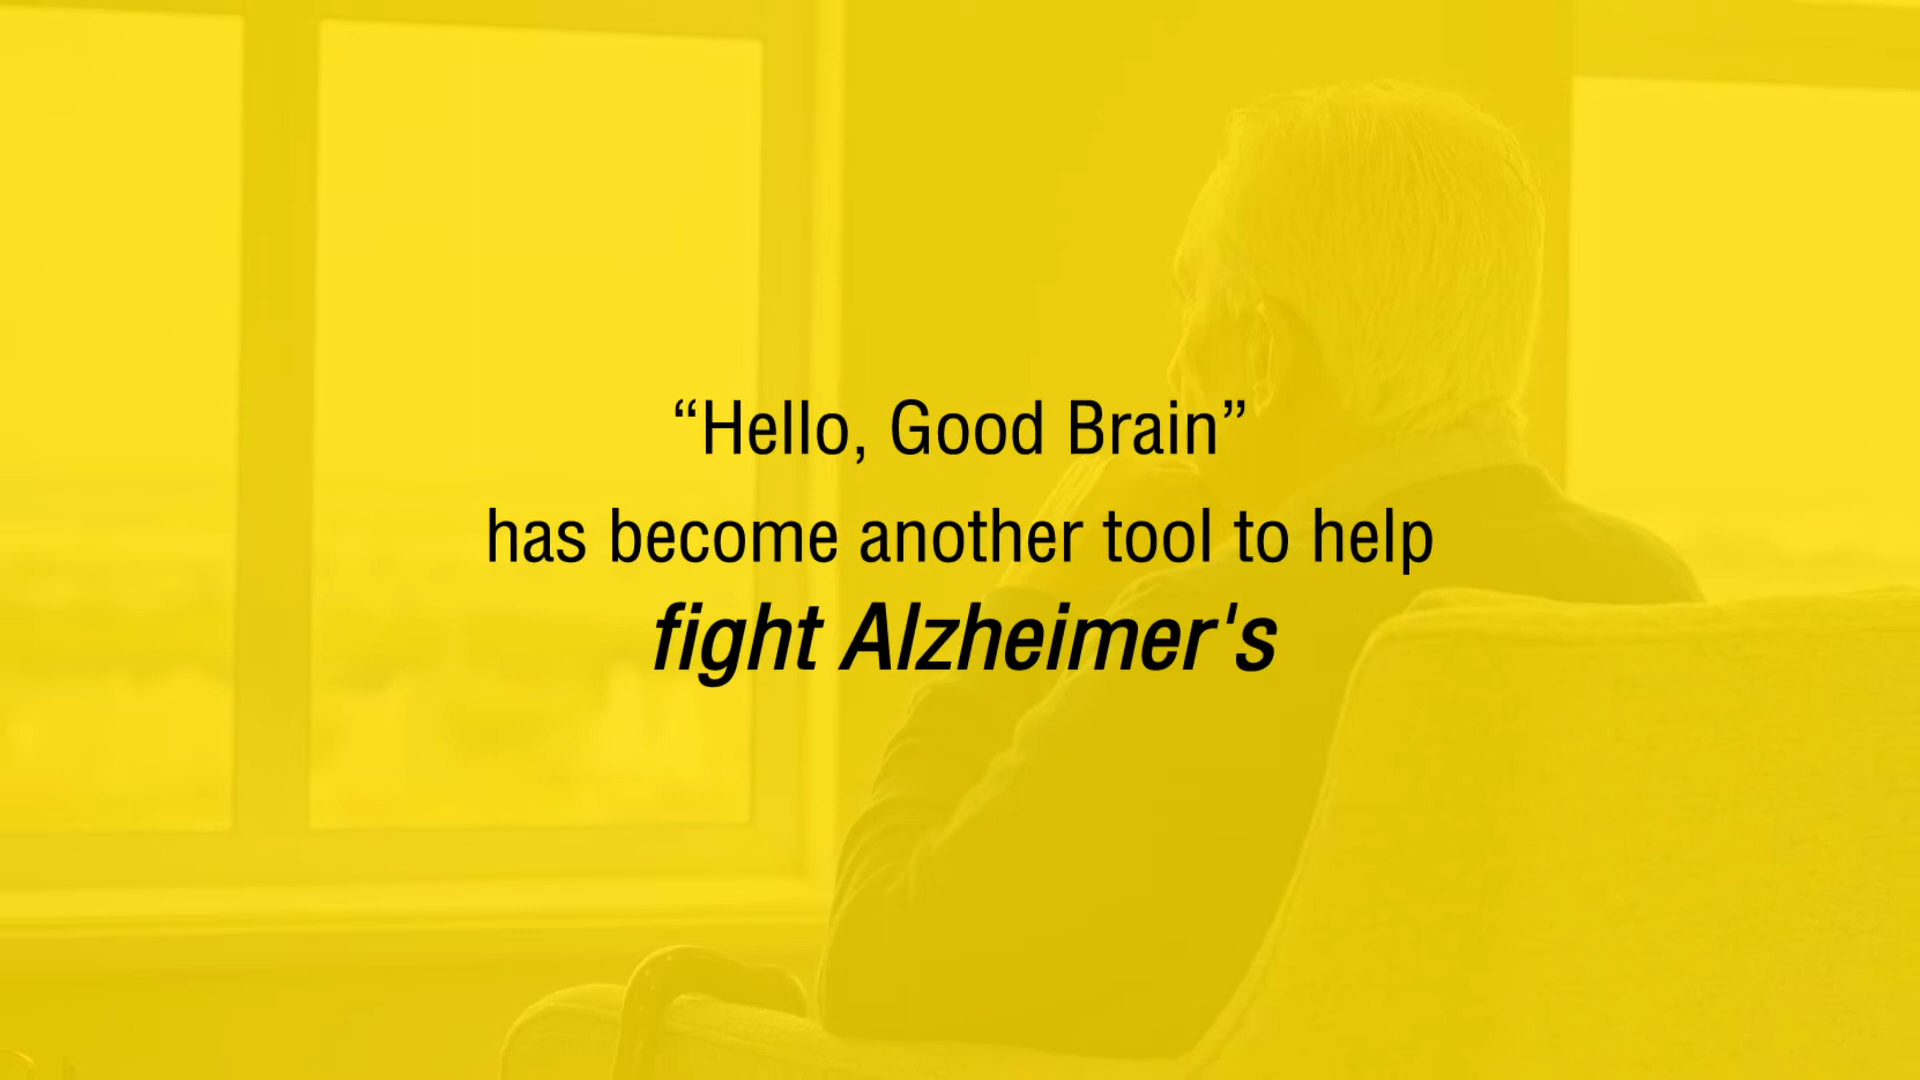 “Hello, Good Brain”
has become another tool to help
fight Alzheimer's